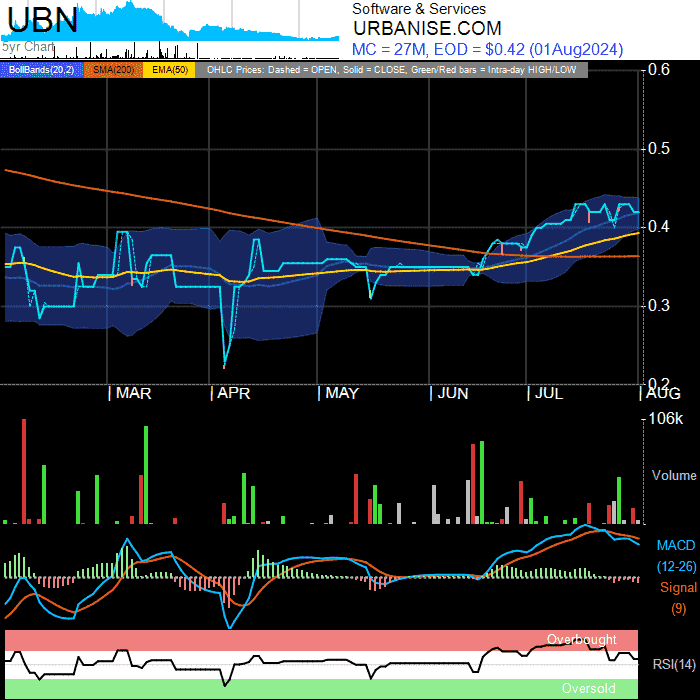 UBN
5yr Chart
Software & Services
URBANISE.COM
MC = 27M, EOD = $0.42 (01Aug2024)
BollBands(20,2) SMA(200) EMA(50) OHLC Prices: Dashed = OPEN, Solid = CLOSE, Green/Red bars = Intra-day HIGH/LOW
0.6
0.5
0.4
0.3
0.2
MAR APR MAY JUN JUL AUG
106k
Volume
MACD
(12-26)
Signal
(9)
Overbought
RSI(14)
Oversold